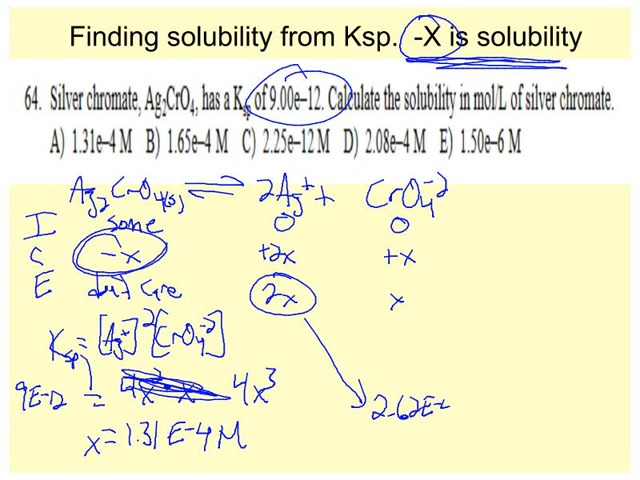 Finding solubility from Ksp. -X is solubility
64. Silver chromate, Ag₂CrO₄, has a Ksp of 9.00e–12. Calculate the solubility in mol/L of silver chromate.
A) 1.31e–4 M B) 1.65e–4 M C) 2.25e–12 M D) 2.08e–4 M E) 1.50e–6 M
Ag₂CrO₄(s) ⇌ 2Ag⁺ + CrO₄⁻²
I some 0 0
C -x +2x +x
E don't care 2x x
Ksp = [Ag⁺]²[CrO₄⁻²]
9E-12 = 4x³
x = 1.31 E-4 M
2.62E-4